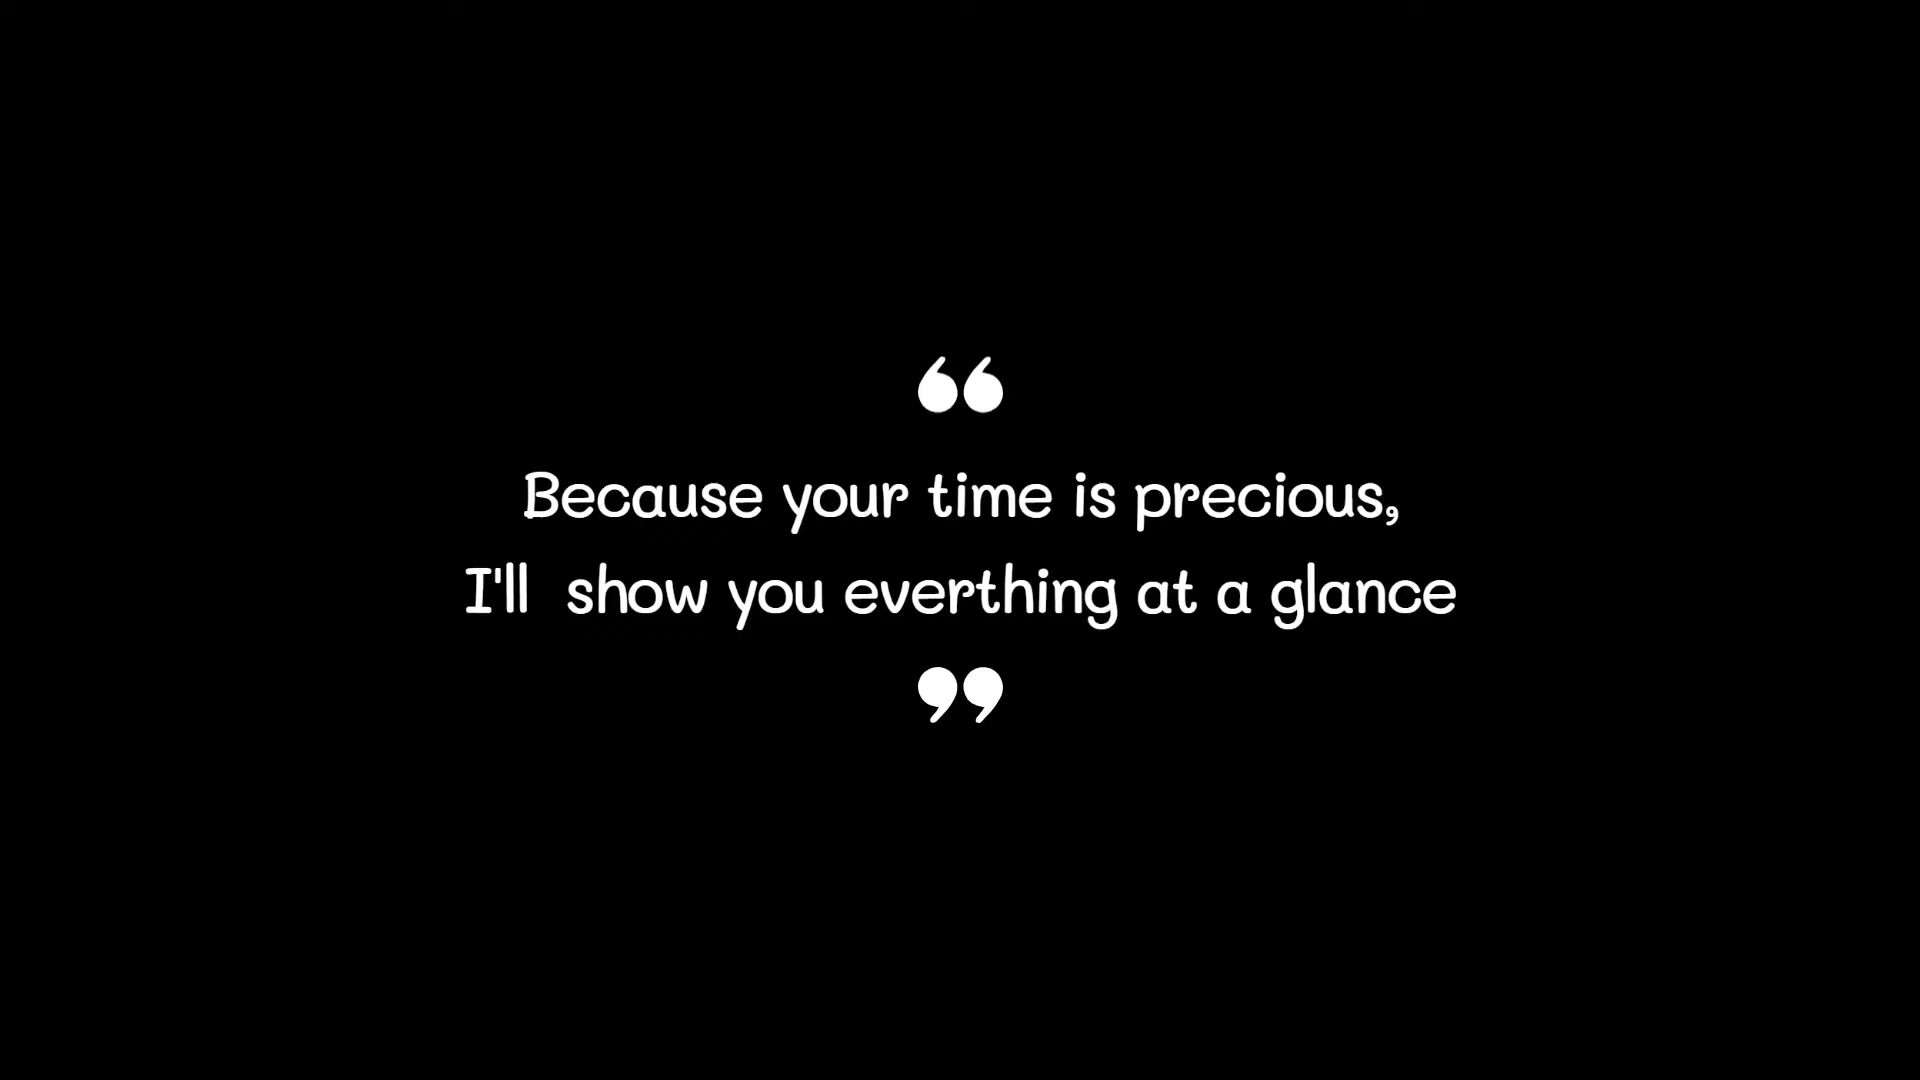 “
Because your time is precious,
I'll  show you everthing at a glance
”